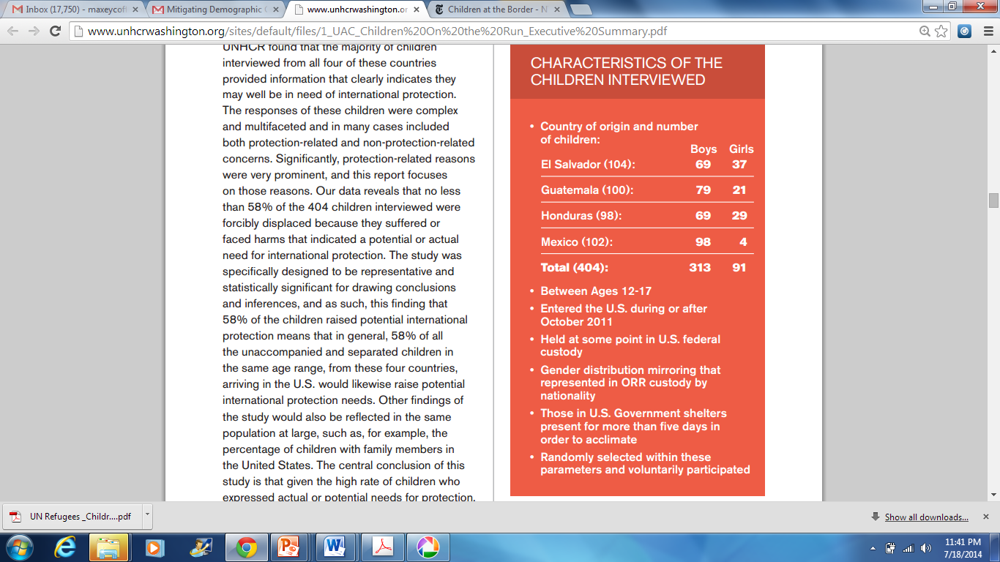 Inbox (17,750) - maxeycoff
Mitigating Demographic C
www.unhcrwashington.or
Children at the Border - N
www.unhcrwashington.org/sites/default/files/1_UAC_Children%20On%20the%20Run_Executive%20Summary.pdf
UNHCR found that the majority of children
interviewed from all four of these countries
provided information that clearly indicates they
may well be in need of international protection.
The responses of these children were complex
and multifaceted and in many cases included
both protection-related and non-protection-related
concerns. Significantly, protection-related reasons
were very prominent, and this report focuses
on those reasons. Our data reveals that no less
than 58% of the 404 children interviewed were
forcibly displaced because they suffered or
faced harms that indicated a potential or actual
need for international protection. The study was
specifically designed to be representative and
statistically significant for drawing conclusions
and inferences, and as such, this finding that
58% of the children raised potential international
protection means that in general, 58% of all
the unaccompanied and separated children in
the same age range, from these four countries,
arriving in the U.S. would likewise raise potential
international protection needs. Other findings of
the study would also be reflected in the same
population at large, such as, for example, the
percentage of children with family members in
the United States. The central conclusion of this
study is that given the high rate of children who
expressed actual or potential needs for protection,
CHARACTERISTICS OF THE
CHILDREN INTERVIEWED
• Country of origin and number
of children:
Boys Girls
El Salvador (104): 69 37
Guatemala (100): 79 21
Honduras (98): 69 29
Mexico (102): 98 4
Total (404): 313 91
• Between Ages 12-17
• Entered the U.S. during or after
October 2011
• Held at some point in U.S. federal
custody
• Gender distribution mirroring that
represented in ORR custody by
nationality
• Those in U.S. Government shelters
present for more than five days in
order to acclimate
• Randomly selected within these
parameters and voluntarily participated
UN Refugees _Childr....pdf
Show all downloads...
11:41 PM
7/18/2014